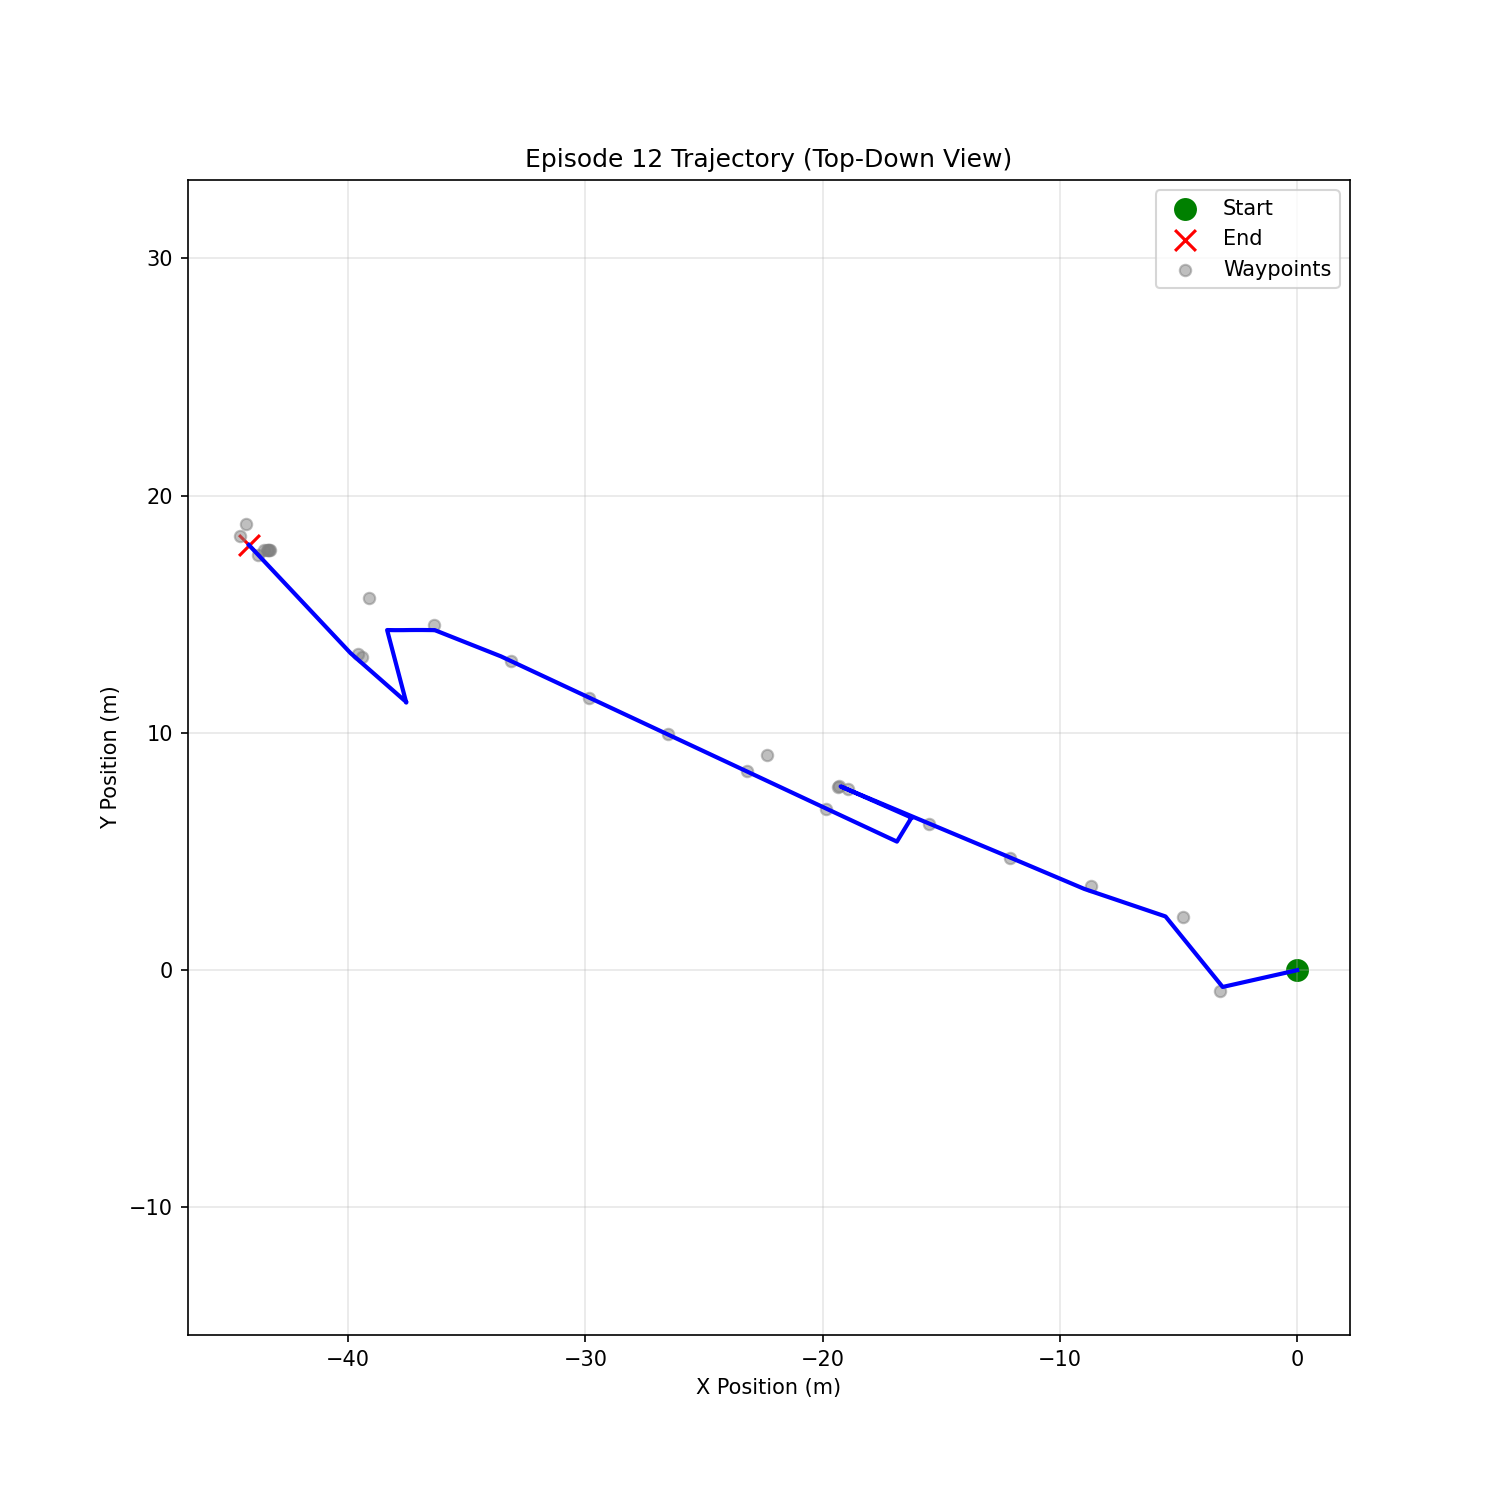 Episode 12 Trajectory (Top-Down View)
Start
End
Waypoints
30
20
10
0
−10
−40
−30
−20
−10
0
X Position (m)
Y Position (m)